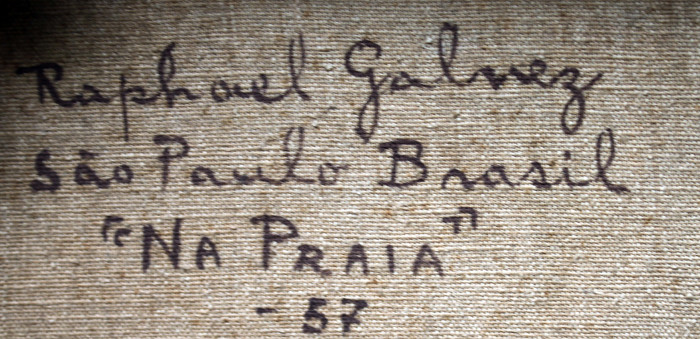 Raphael Galvez
São Paulo Brasil
"NA PRAIA"
- 57